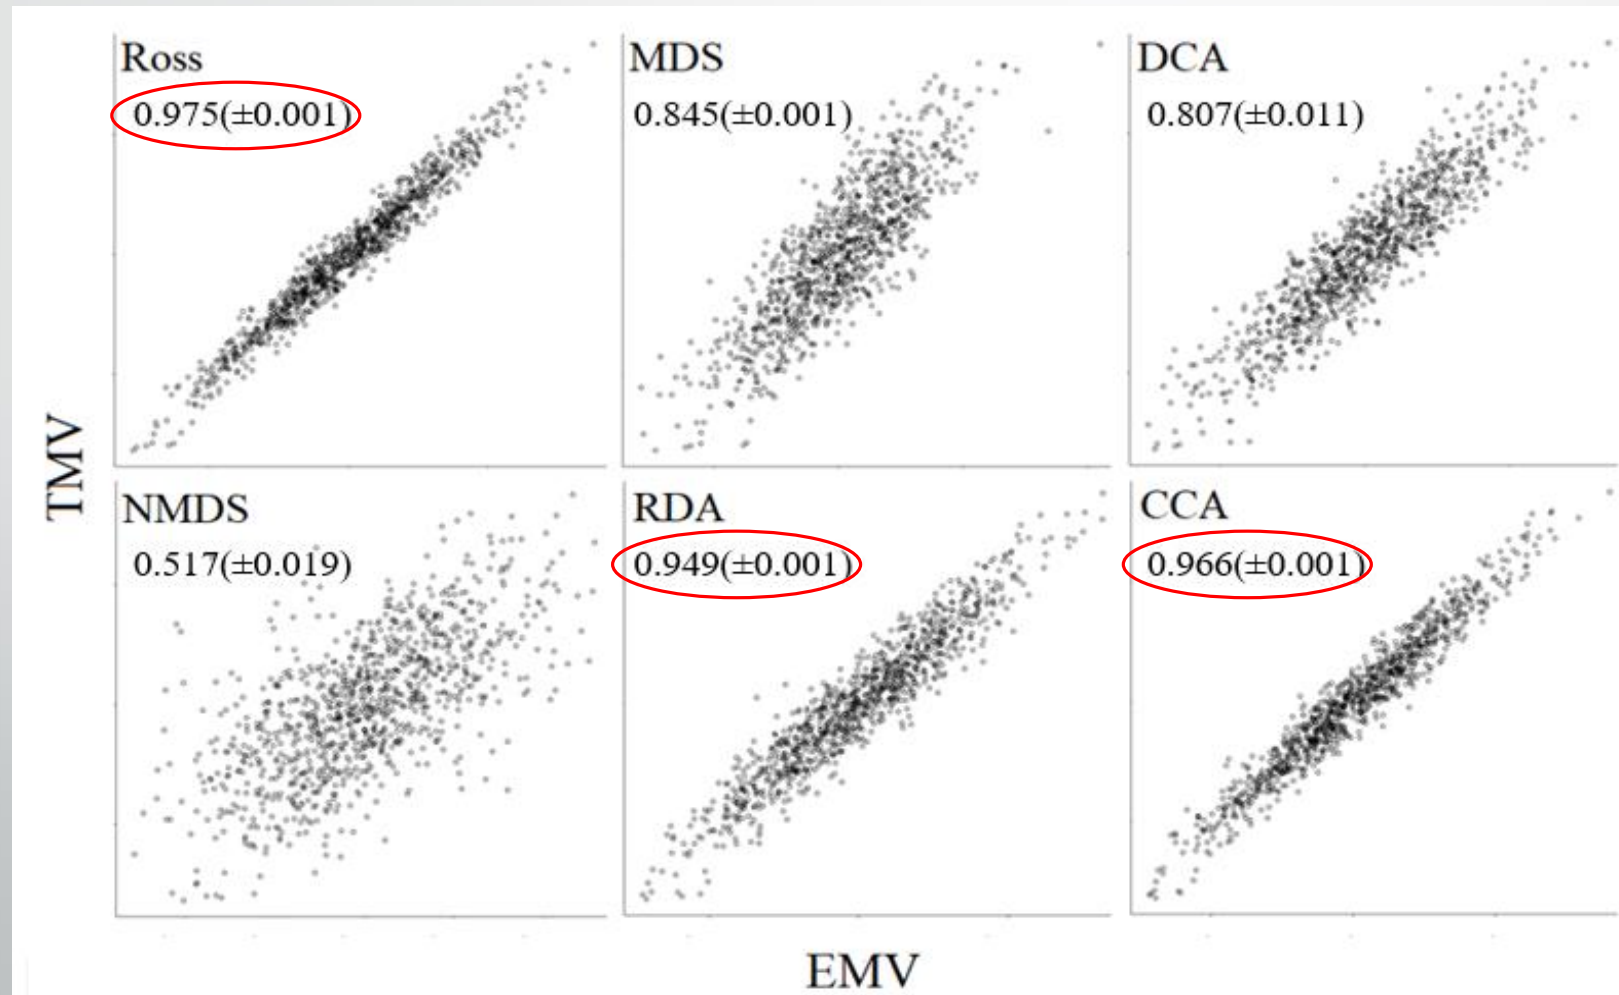 Ross
0.975(±0.001)
MDS
0.845(±0.001)
DCA
0.807(±0.011)
NMDS
0.517(±0.019)
RDA
0.949(±0.001)
CCA
0.966(±0.001)
TMV
EMV